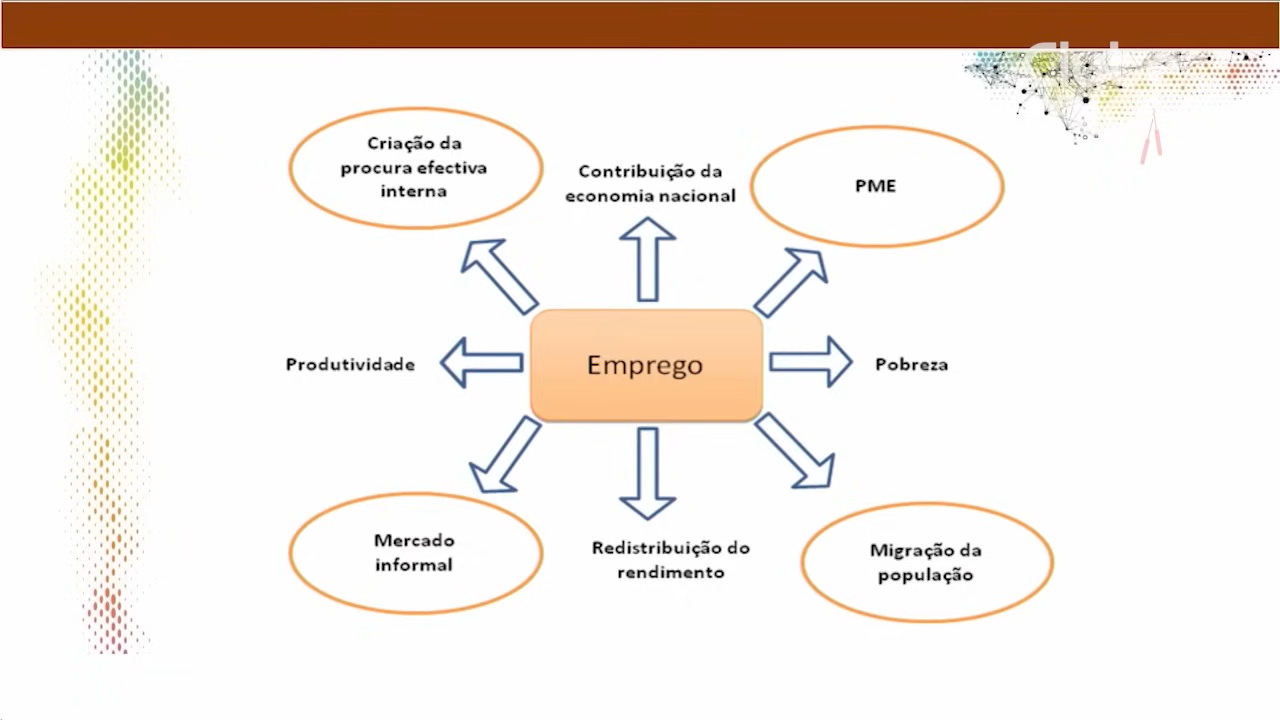 Criação da
procura efectiva
interna
Contribuição da
economia nacional
PME
Emprego
Produtividade
Pobreza
Mercado
informal
Redistribuição do
rendimento
Migração da
população